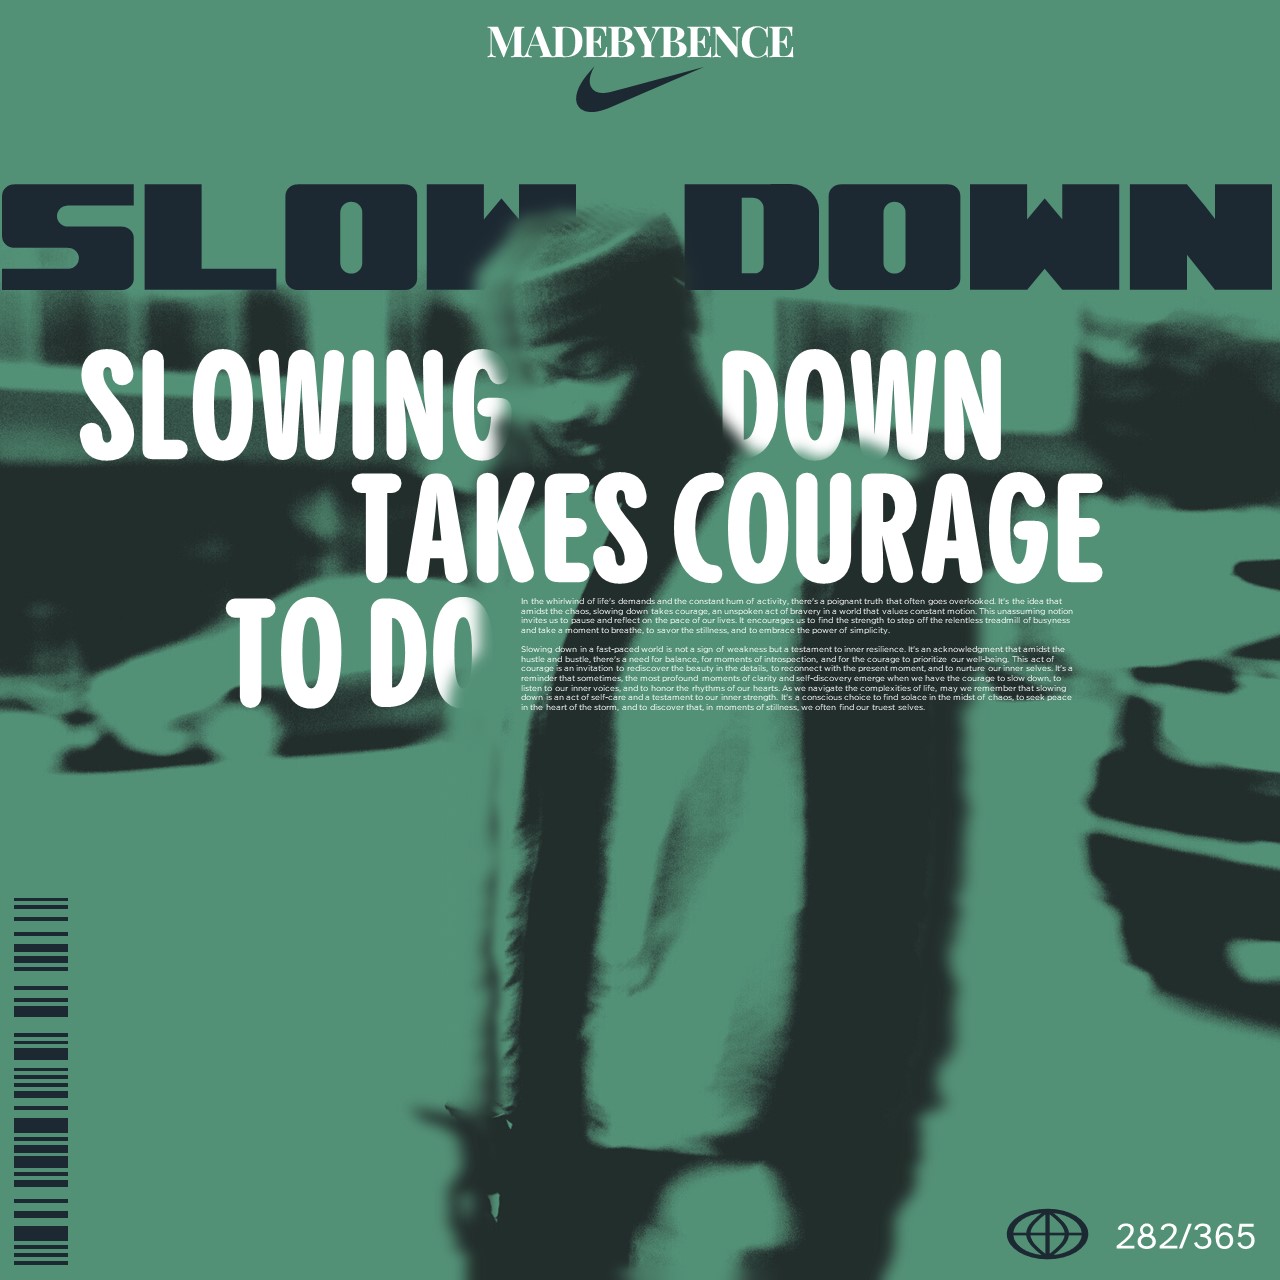 MADEBYBENCE
SLOW DOWN
SLOWING DOWN
TAKES COURAGE
TO DO
In the whirlwind of life's demands and the constant hum of activity, there's a poignant truth that often goes overlooked. It's the idea that
amidst the chaos, slowing down takes courage, an unspoken act of bravery in a world that values constant motion. This unassuming notion
invites us to pause and reflect on the pace of our lives. It encourages us to find the strength to step off the relentless treadmill of busyness
and take a moment to breathe, to savor the stillness, and to embrace the power of simplicity.
Slowing down in a fast-paced world is not a sign of weakness but a testament to inner resilience. It's an acknowledgment that amidst the
hustle and bustle, there's a need for balance, for moments of introspection, and for the courage to prioritize our well-being. This act of
courage is an invitation to rediscover the beauty in the details, to reconnect with the present moment, and to nurture our inner selves. It's a
reminder that sometimes, the most profound moments of clarity and self-discovery emerge when we have the courage to slow down, to
listen to our inner voices, and to honor the rhythms of our hearts. As we navigate the complexities of life, may we remember that slowing
down is an act of self-care and a testament to our inner strength. It's a conscious choice to find solace in the midst of chaos, to seek peace
in the heart of the storm, and to discover that, in moments of stillness, we often find our truest selves.
282/365